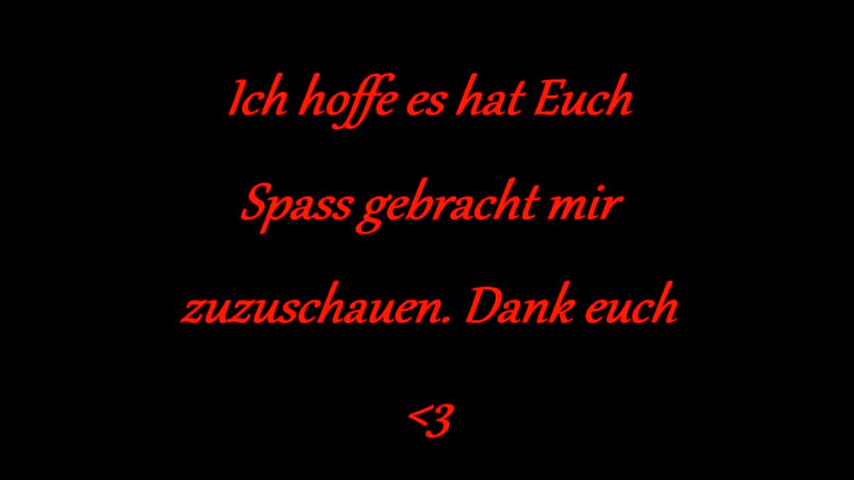 Ich hoffe es hat Euch
Spass gebracht mir
zuzuschauen. Dank euch
<3